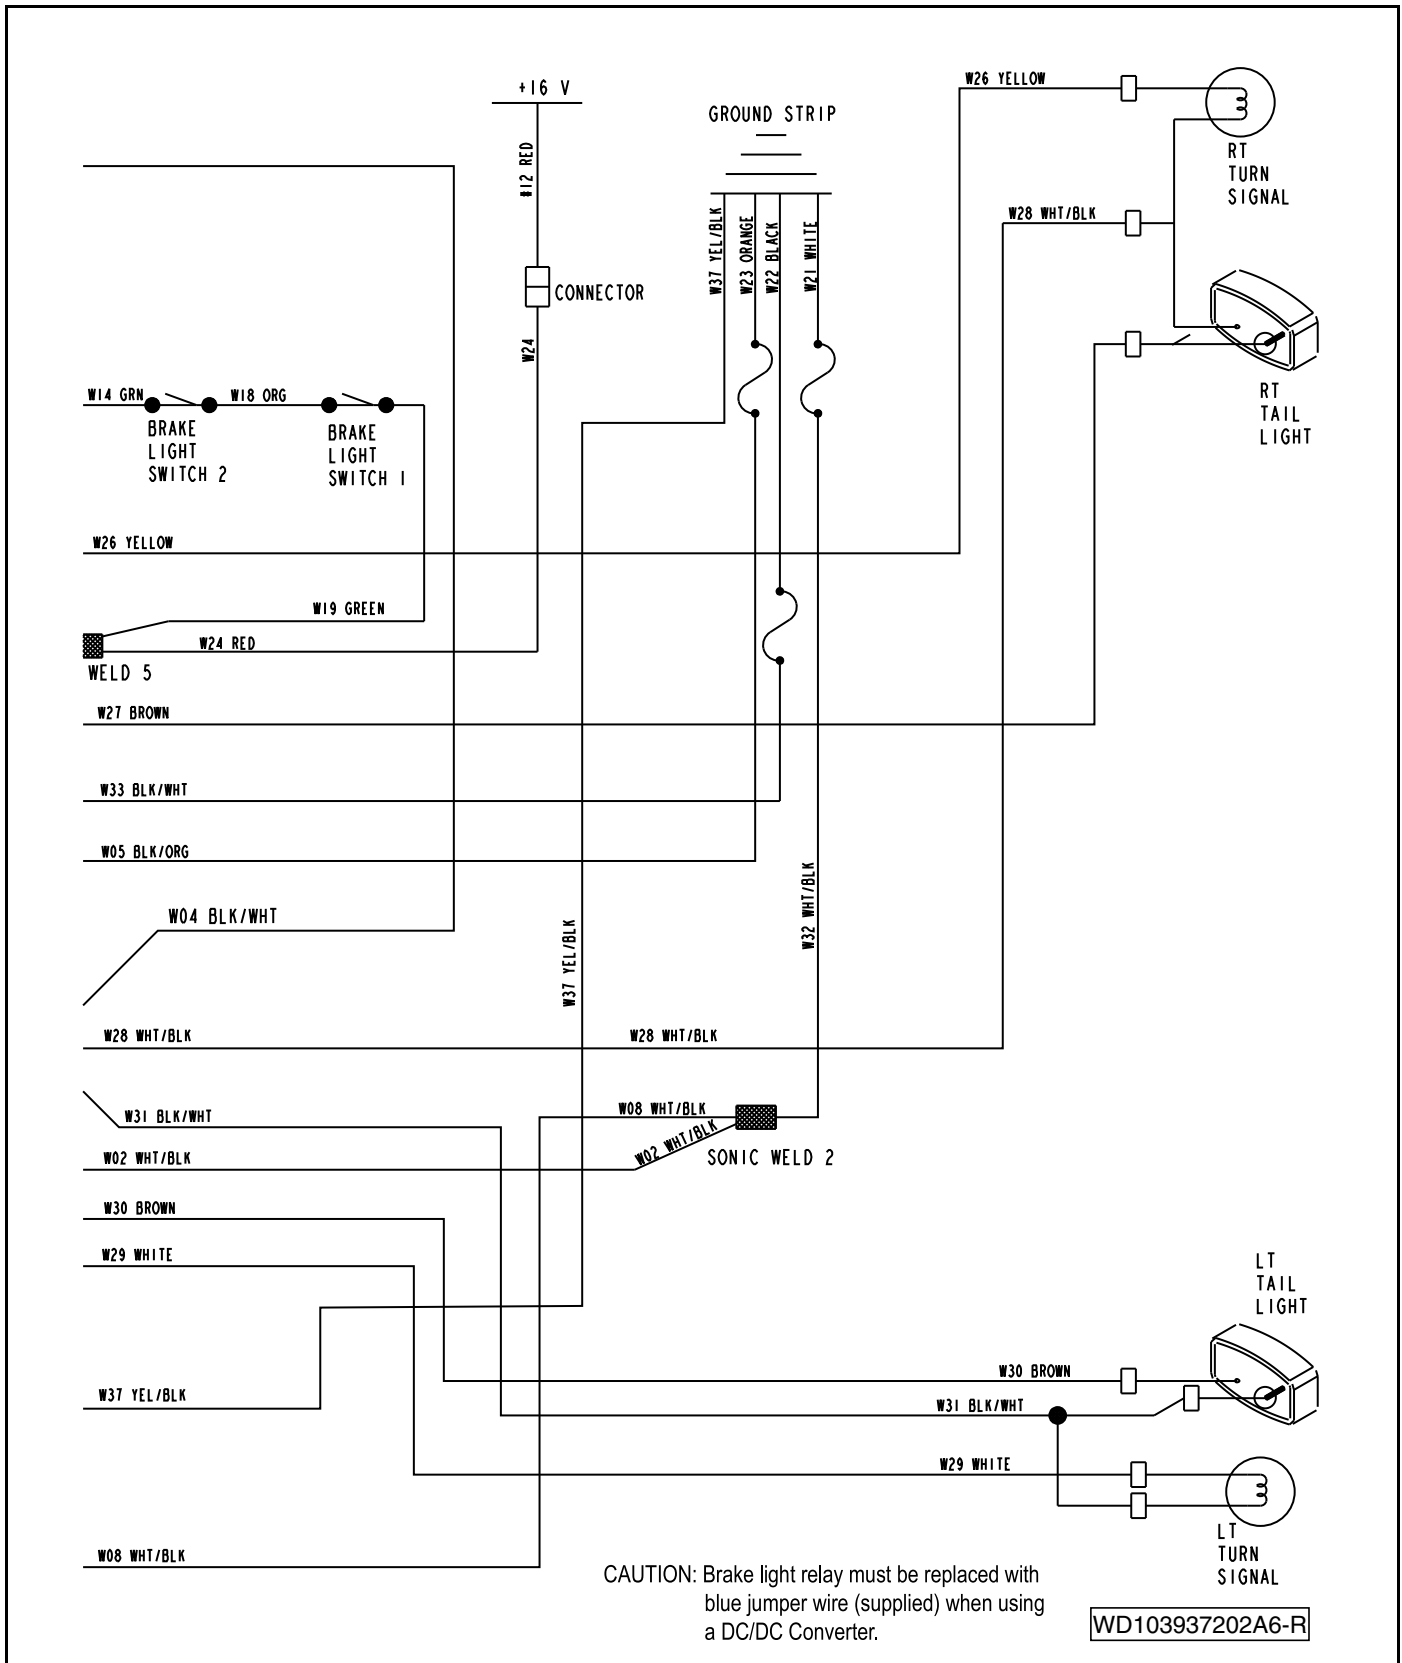 +16 V
GROUND STRIP
W26 YELLOW
RT
TURN
SIGNAL
#12 RED
W37 YEL/BLK
W23 ORANGE
W22 BLACK
W21 WHITE
W28 WHT/BLK
CONNECTOR
W24
RT
TAIL
LIGHT
W14 GRN
W18 ORG
BRAKE
LIGHT
SWITCH 2
BRAKE
LIGHT
SWITCH 1
W26 YELLOW
W19 GREEN
W24 RED
WELD 5
W27 BROWN
W33 BLK/WHT
W05 BLK/ORG
W04 BLK/WHT
W37 YEL/BLK
W32 WHT/BLK
W28 WHT/BLK
W28 WHT/BLK
W31 BLK/WHT
W08 WHT/BLK
W02 WHT/BLK
W02 WHT/BLK
SONIC WELD 2
W30 BROWN
W29 WHITE
LT
TAIL
LIGHT
W37 YEL/BLK
W30 BROWN
W31 BLK/WHT
W29 WHITE
LT
TURN
SIGNAL
W08 WHT/BLK
CAUTION: Brake light relay must be replaced with
blue jumper wire (supplied) when using
a DC/DC Converter.
WD103937202A6-R